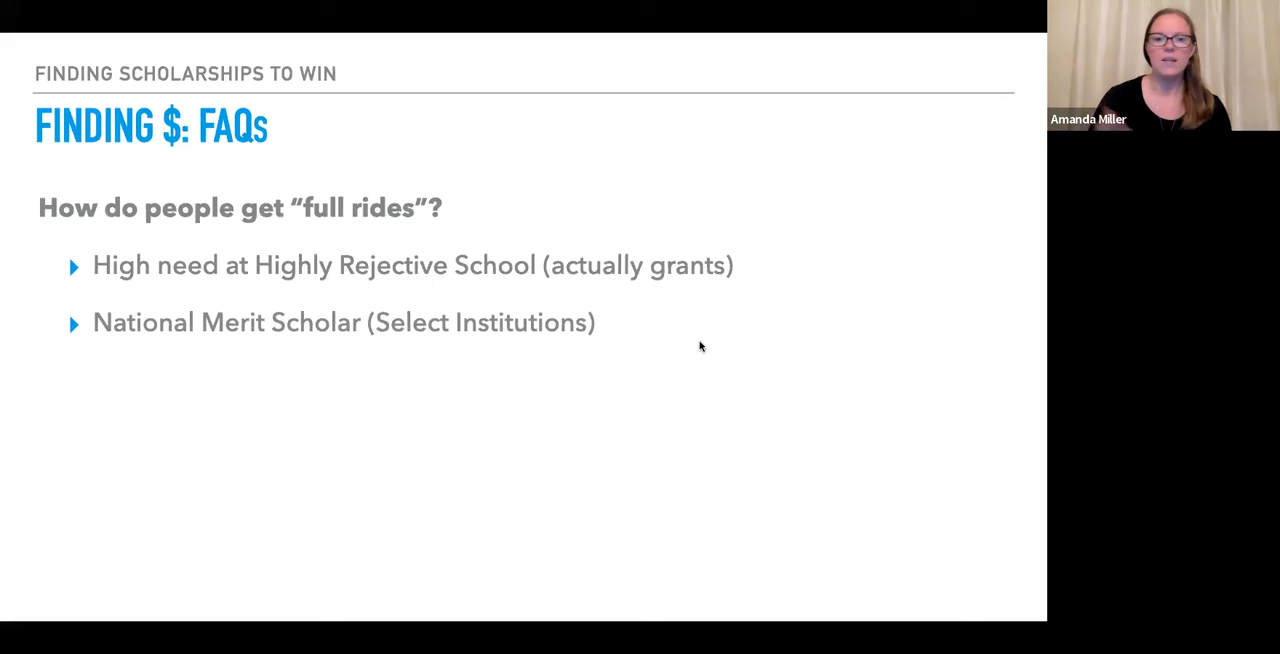 FINDING SCHOLARSHIPS TO WIN
FINDING $: FAQs
How do people get “full rides”?
High need at Highly Rejective School (actually grants)
National Merit Scholar (Select Institutions)
Amanda Miller